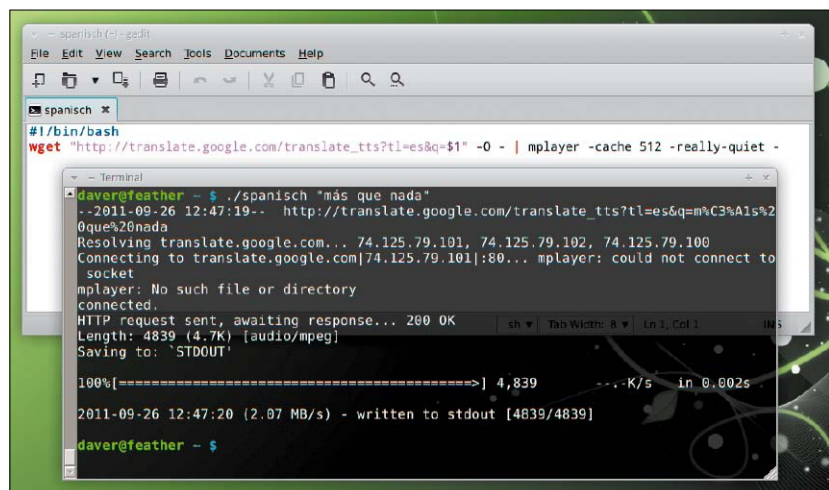 spanisch (~) - gedit
File Edit View Search Tools Documents Help
spanisch
#!/bin/bash
wget "http://translate.google.com/translate_tts?tl=es&q=$1" -O - | mplayer -cache 512 -really-quiet -
Terminal
daver@feather ~ $ ./spanisch "más que nada"
--2011-09-26 12:47:19-- http://translate.google.com/translate_tts?tl=es&q=m%C3%A1s%2
0que%20nada
Resolving translate.google.com... 74.125.79.101, 74.125.79.102, 74.125.79.100
Connecting to translate.google.com|74.125.79.101|:80... mplayer: could not connect to
socket
mplayer: No such file or directory
connected.
HTTP request sent, awaiting response... 200 OK
sh Tab Width: 8 Ln 1, Col 1 INS
Length: 4839 (4.7K) [audio/mpeg]
Saving to: `STDOUT'
100%[===========================================>] 4,839 --.-K/s in 0.002s
2011-09-26 12:47:20 (2.07 MB/s) - written to stdout [4839/4839]
daver@feather ~ $